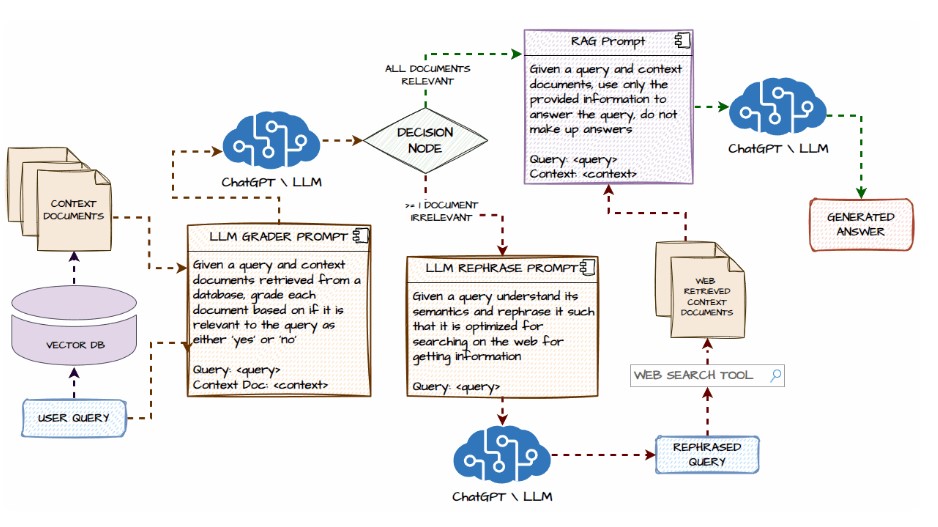 RAG Prompt
Given a query and context
documents, use only the
provided information to
answer the query, do not
make up answers
Query: <query>
Context: <context>
ALL DOCUMENTS
RELEVANT
DECISION
NODE
ChatGPT \ LLM
ChatGPT \ LLM
CONTEXT
DOCUMENTS
>= 1 DOCUMENT
IRRELEVANT
GENERATED
ANSWER
LLM GRADER PROMPT
Given a query and context
documents retrieved from a
database, grade each
document based on if it is
relevant to the query as
either 'yes' or 'no'
Query: <query>
Context Doc: <context>
LLM REPHRASE PROMPT
Given a query understand its
semantics and rephrase it such
that it is optimized for
searching on the web for
getting information
Query: <query>
WEB
RETRIEVED
CONTEXT
DOCUMENTS
VECTOR DB
WEB SEARCH TOOL
USER QUERY
REPHRASED
QUERY
ChatGPT \ LLM